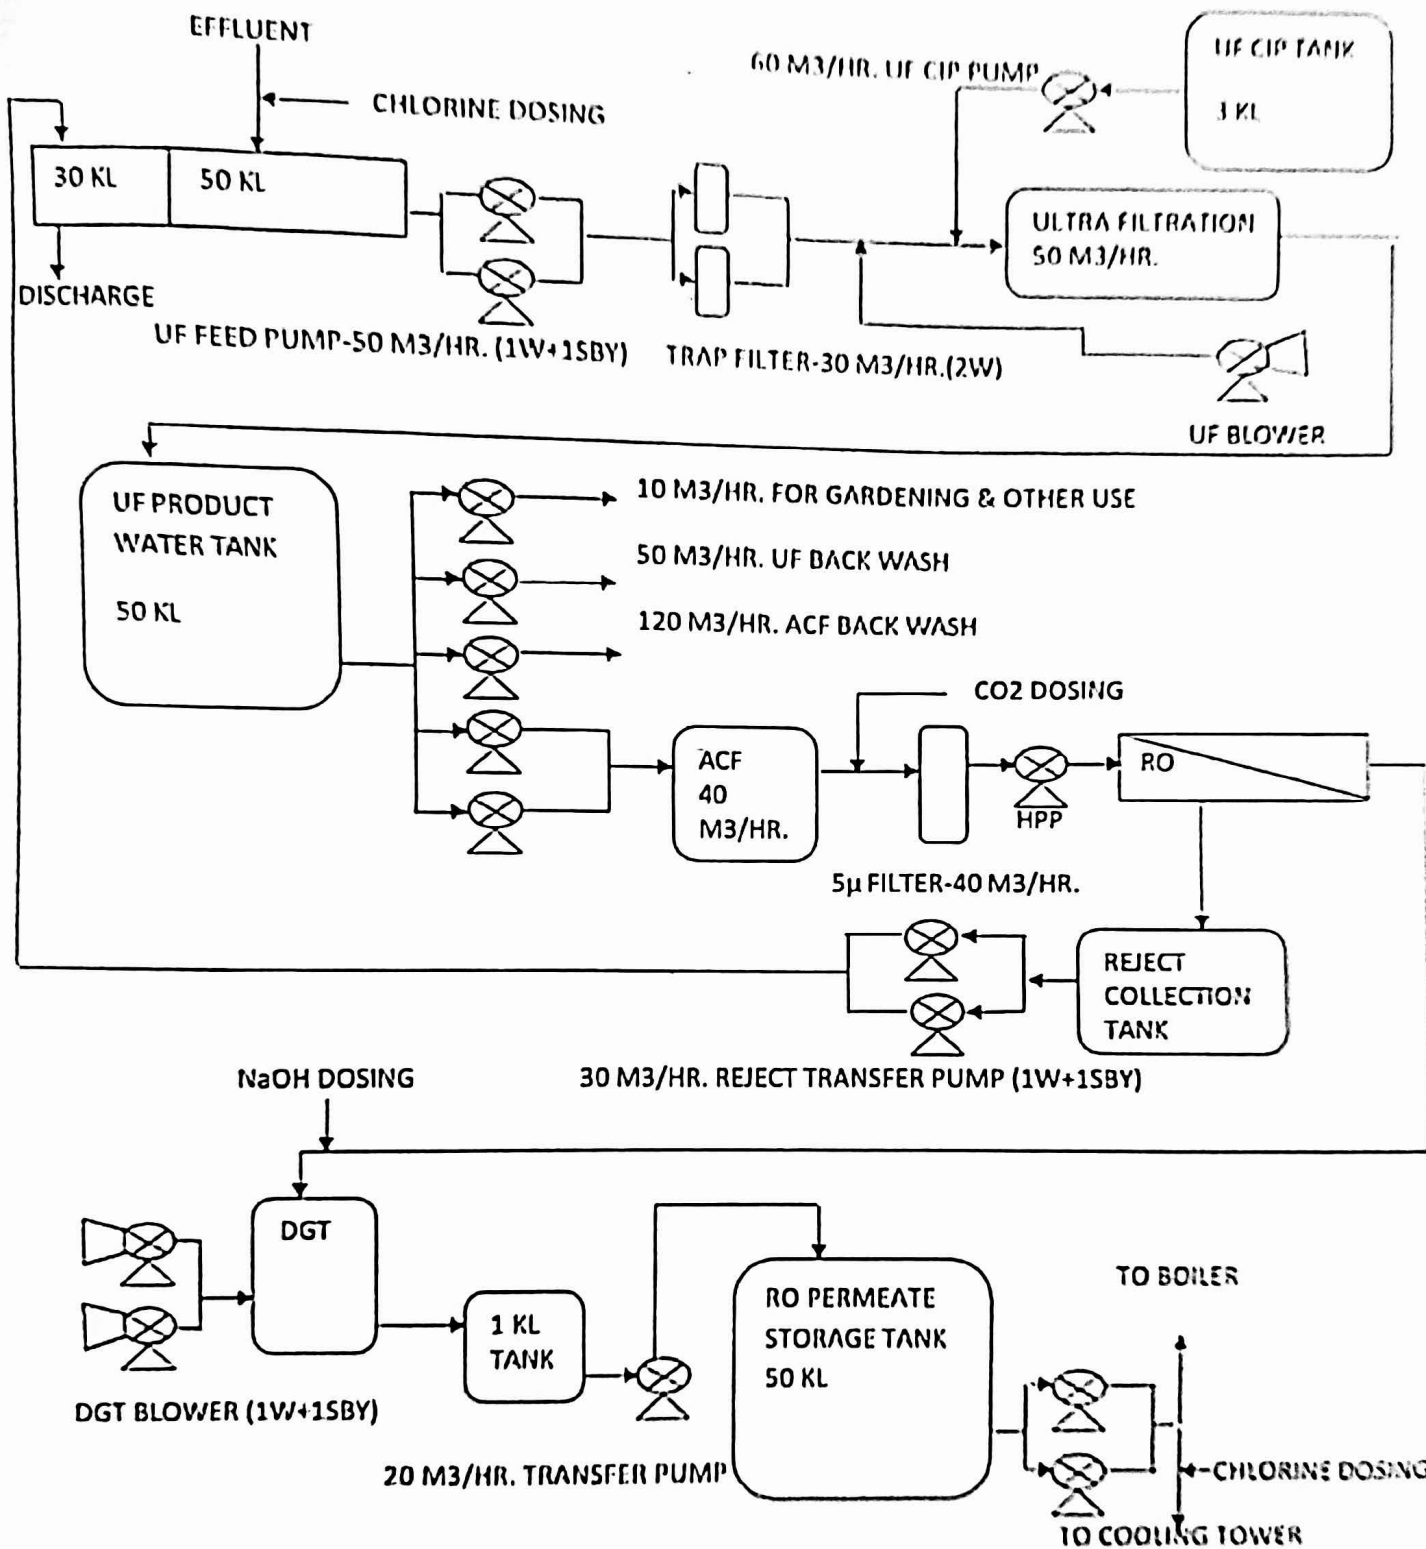 EFFLUENT
CHLORINE DOSING
60 M3/HR. UF CIP PUMP
UF CIP TANK
3 KL
30 KL
50 KL
ULTRA FILTRATION
50 M3/HR.
DISCHARGE
UF FEED PUMP-50 M3/HR. (1W+1SBY)
TRAP FILTER-30 M3/HR.(2W)
UF BLOWER
UF PRODUCT
WATER TANK
50 KL
10 M3/HR. FOR GARDENING & OTHER USE
50 M3/HR. UF BACK WASH
120 M3/HR. ACF BACK WASH
CO2 DOSING
ACF
40
M3/HR.
RO
HPP
5µ FILTER-40 M3/HR.
REJECT
COLLECTION
TANK
30 M3/HR. REJECT TRANSFER PUMP (1W+1SBY)
NaOH DOSING
DGT
1 KL
TANK
RO PERMEATE
STORAGE TANK
50 KL
TO BOILER
DGT BLOWER (1W+1SBY)
20 M3/HR. TRANSFER PUMP
CHLORINE DOSING
TO COOLING TOWER